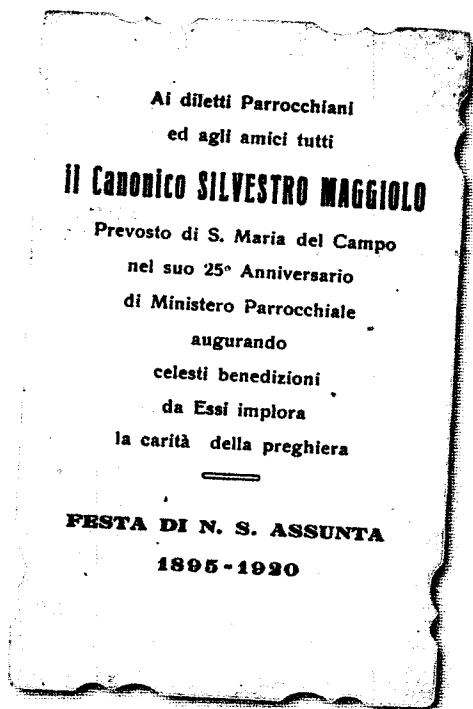 Ai diletti Parrocchiani
ed agli amici tutti
il Canonico SILVESTRO MAGGIOLO
Prevosto di S. Maria del Campo
nel suo 25º Anniversario
di Ministero Parrocchiale
augurando
celesti benedizioni
da Essi implora
la carità della preghiera
FESTA DI N. S. ASSUNTA
1895-1920